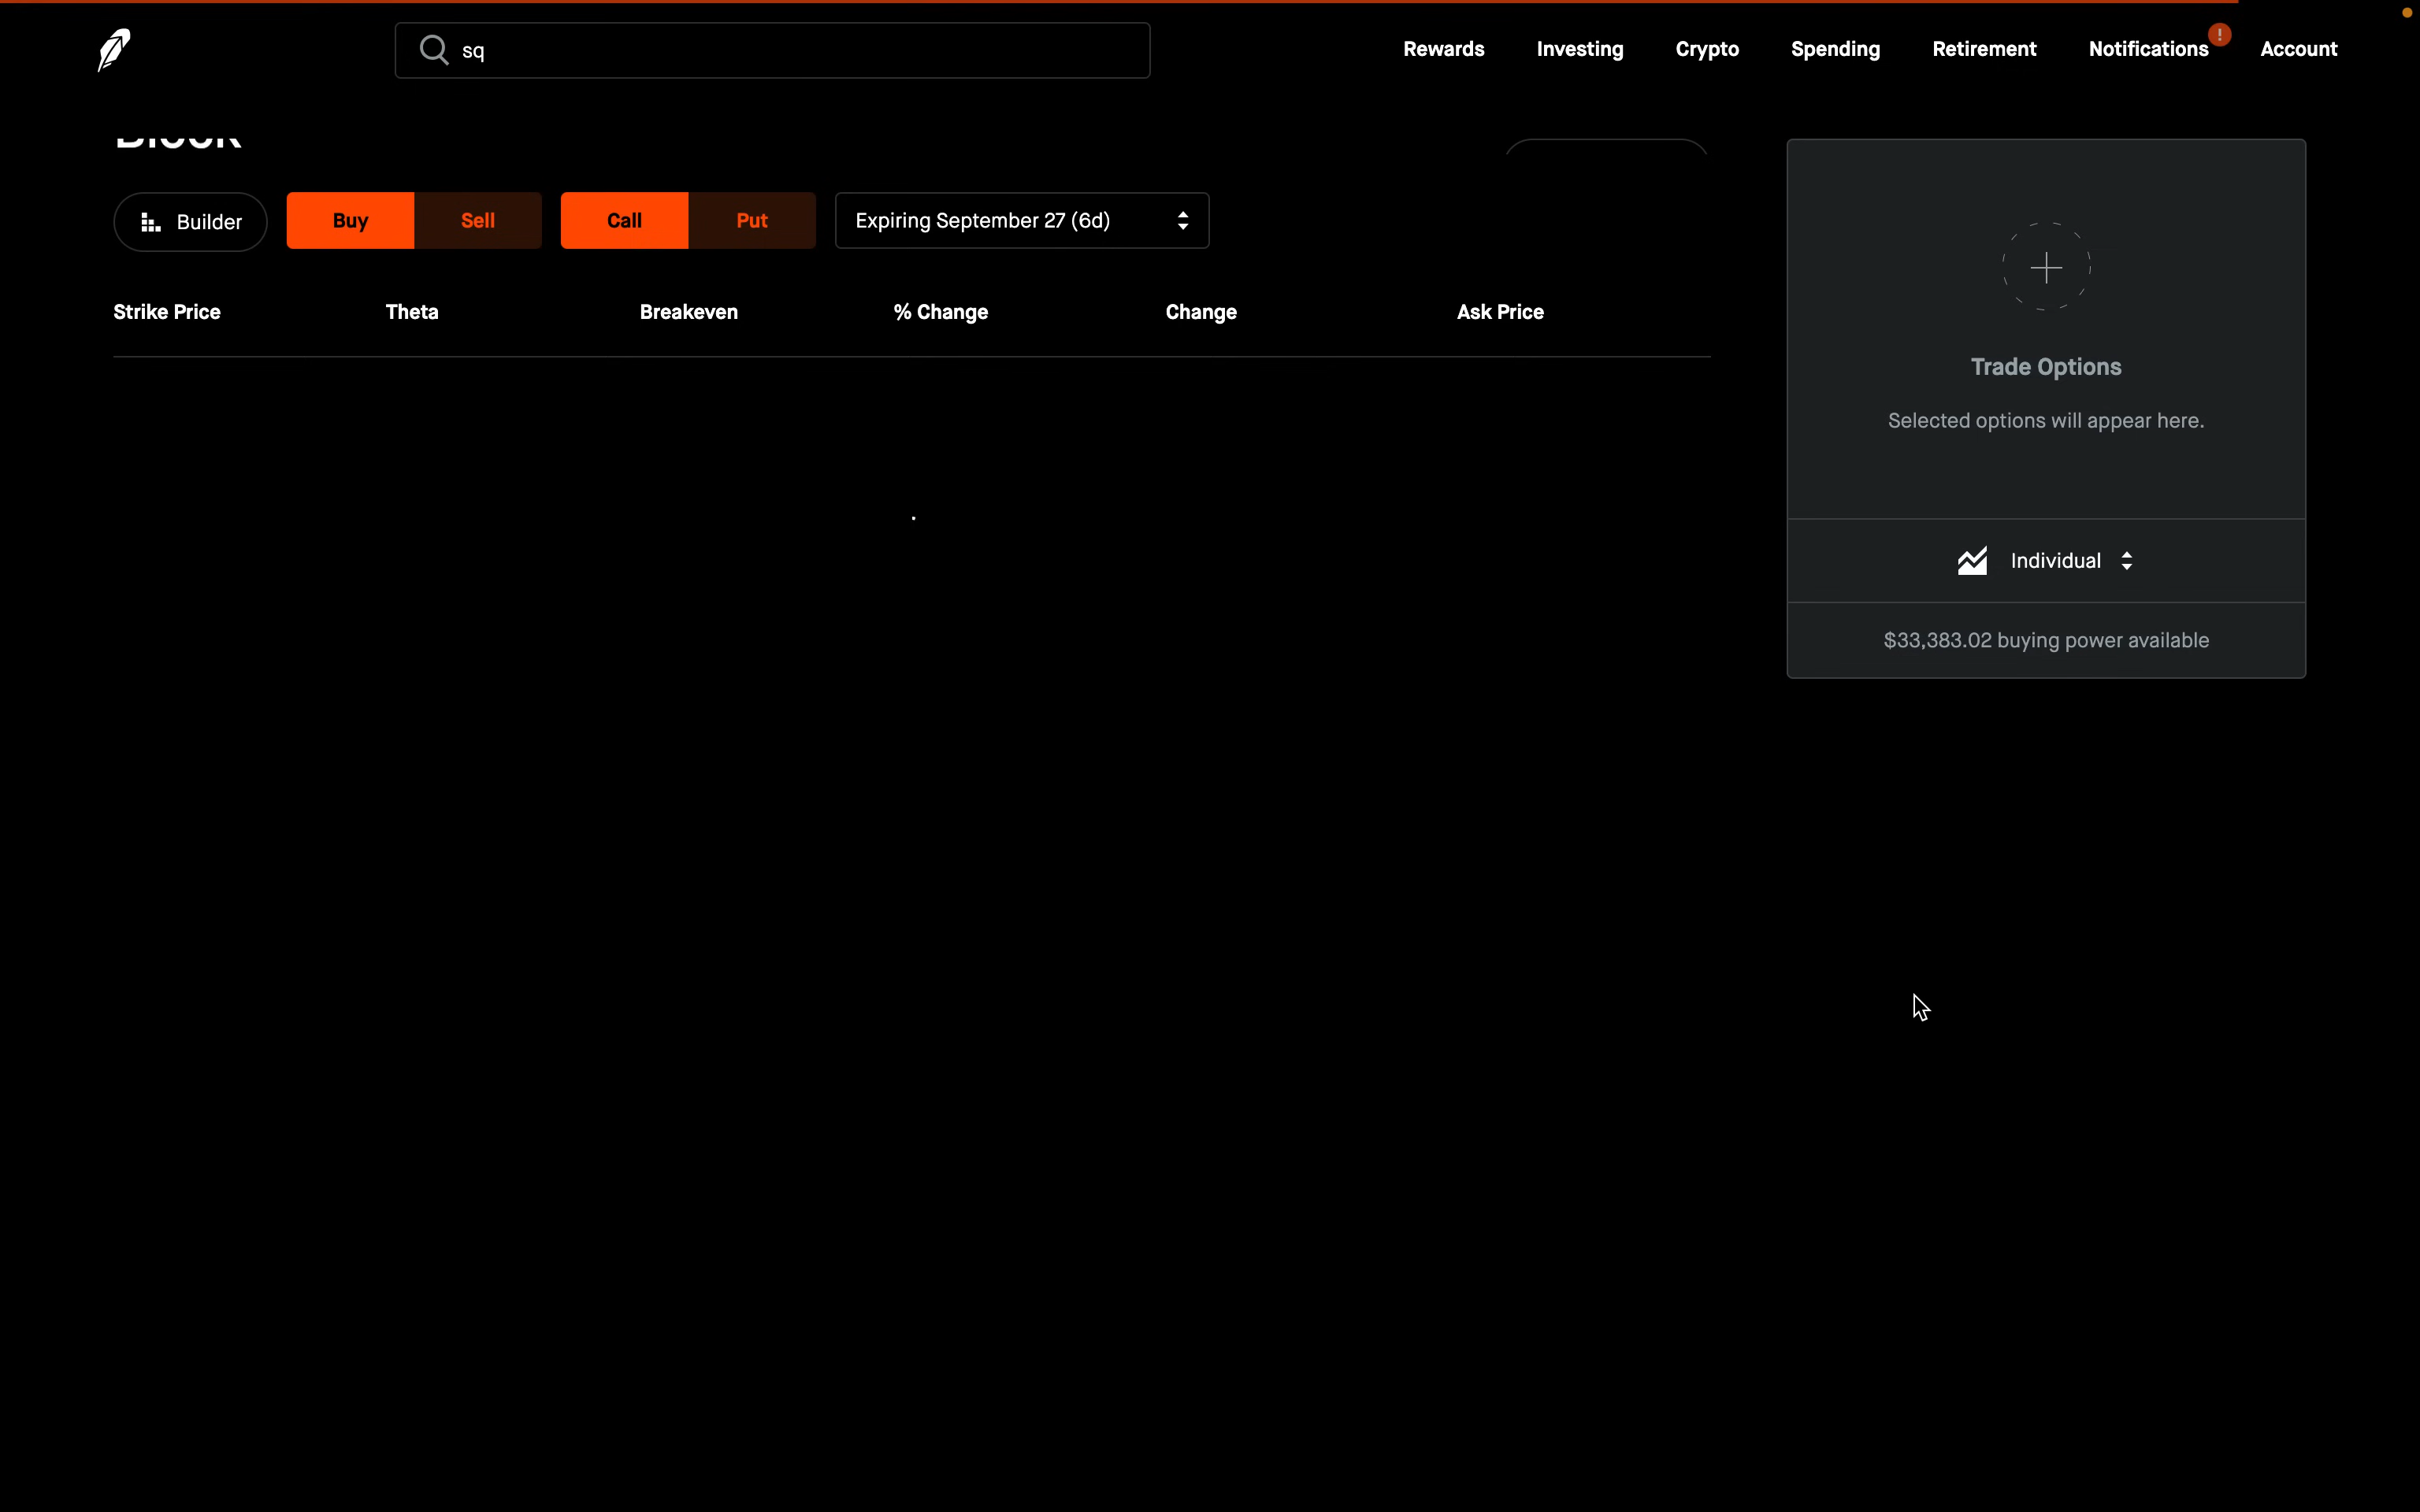 sq
Rewards
Investing
Crypto
Spending
Retirement
Notifications
!
Account
Block
Builder
Buy
Sell
Call
Put
Expiring September 27 (6d)
Strike Price
Theta
Breakeven
% Change
Change
Ask Price
Trade Options
Selected options will appear here.
Individual
$33,383.02 buying power available